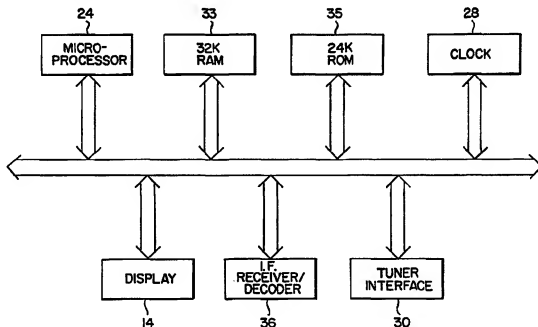 24
33
35
28
MICRO-
PROCESSOR
32K
RAM
24K
ROM
CLOCK
DISPLAY
I.F.
RECEIVER/
DECODER
TUNER
INTERFACE
14
36
30